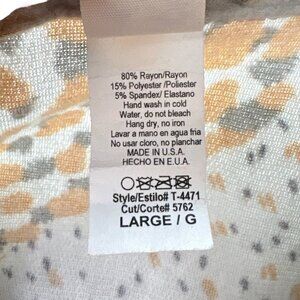 80% Rayon/Rayon
15% Polyester /Poliester
5% Spandex/ Elastano
Hand wash in cold
Water, do not bleach
Hang dry, no iron
Lavar a mano en agua fria
No usar cloro, no planchar
MADE IN U.S.A.
HECHO EN E.U.A.
Style/Estilo# T-4471
Cut/Corte# 5762
LARGE / G